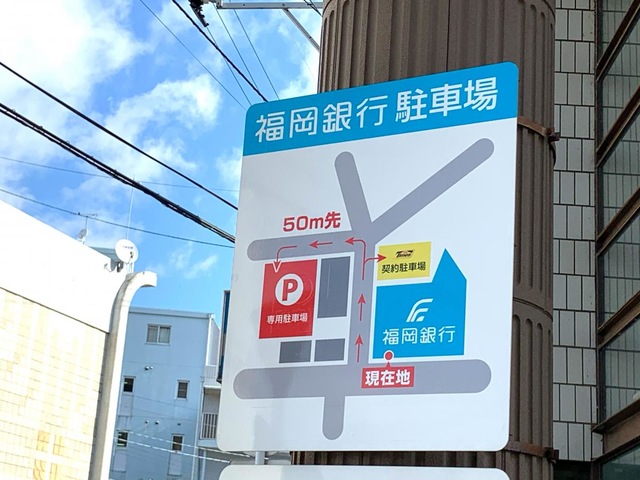 福岡銀行 駐車場
50m先
P
専用駐車場
Times
契約駐車場
福岡銀行
現在地